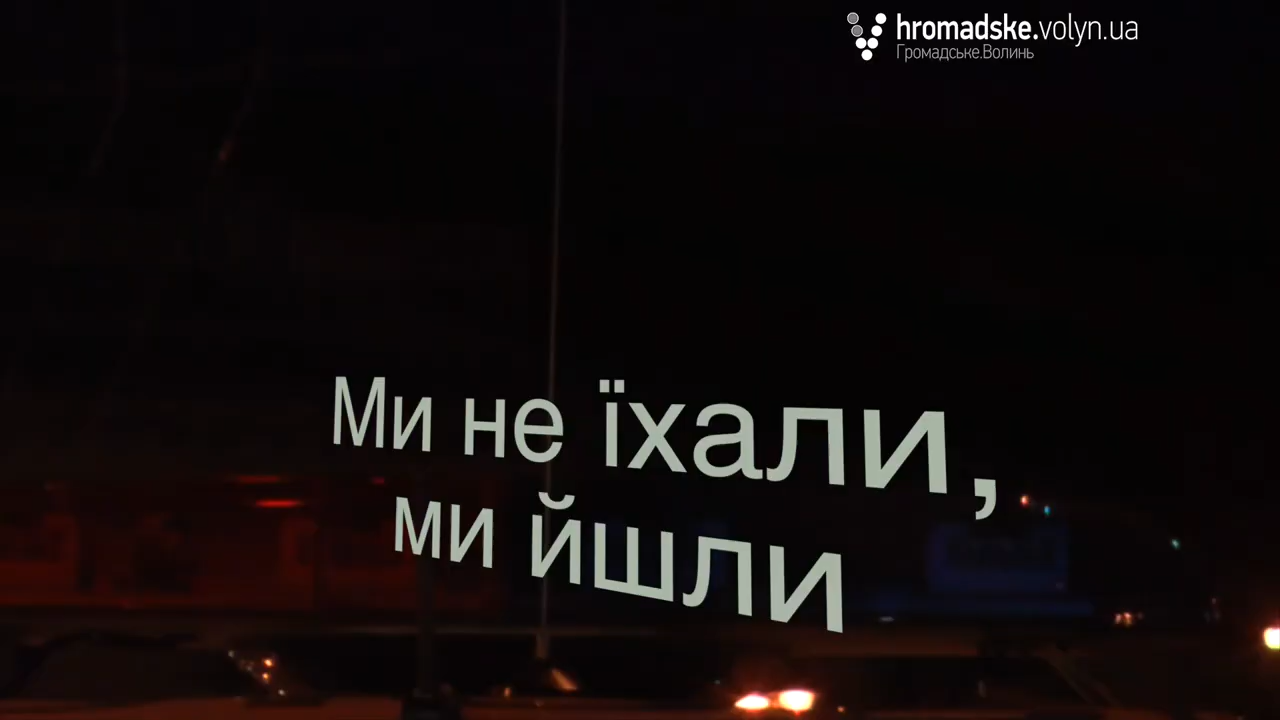 hromadske.volyn.ua
Громадське.Волинь
Ми не їхали,
ми йшли